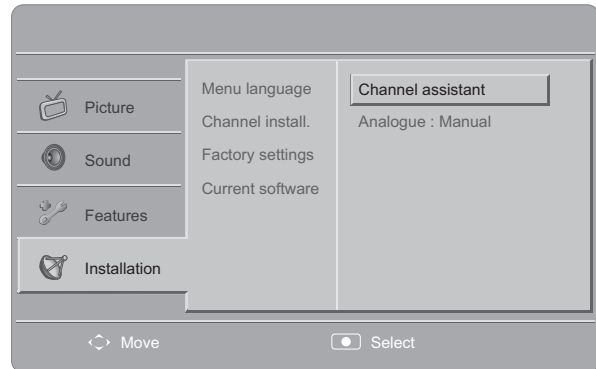 Picture
Sound
Features
Installation
Menu language
Channel install.
Factory settings
Current software
Channel assistant
Analogue : Manual
Move
Select